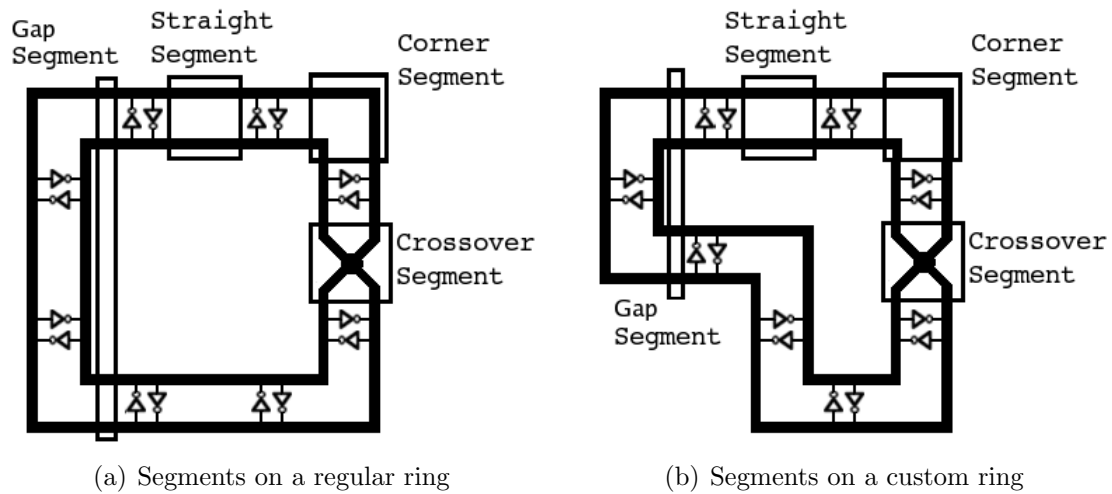 Gap
Segment
Straight
Segment
Corner
Segment
Crossover
Segment
(a) Segments on a regular ring
Straight
Segment
Corner
Segment
Crossover
Segment
Gap
Segment
(b) Segments on a custom ring